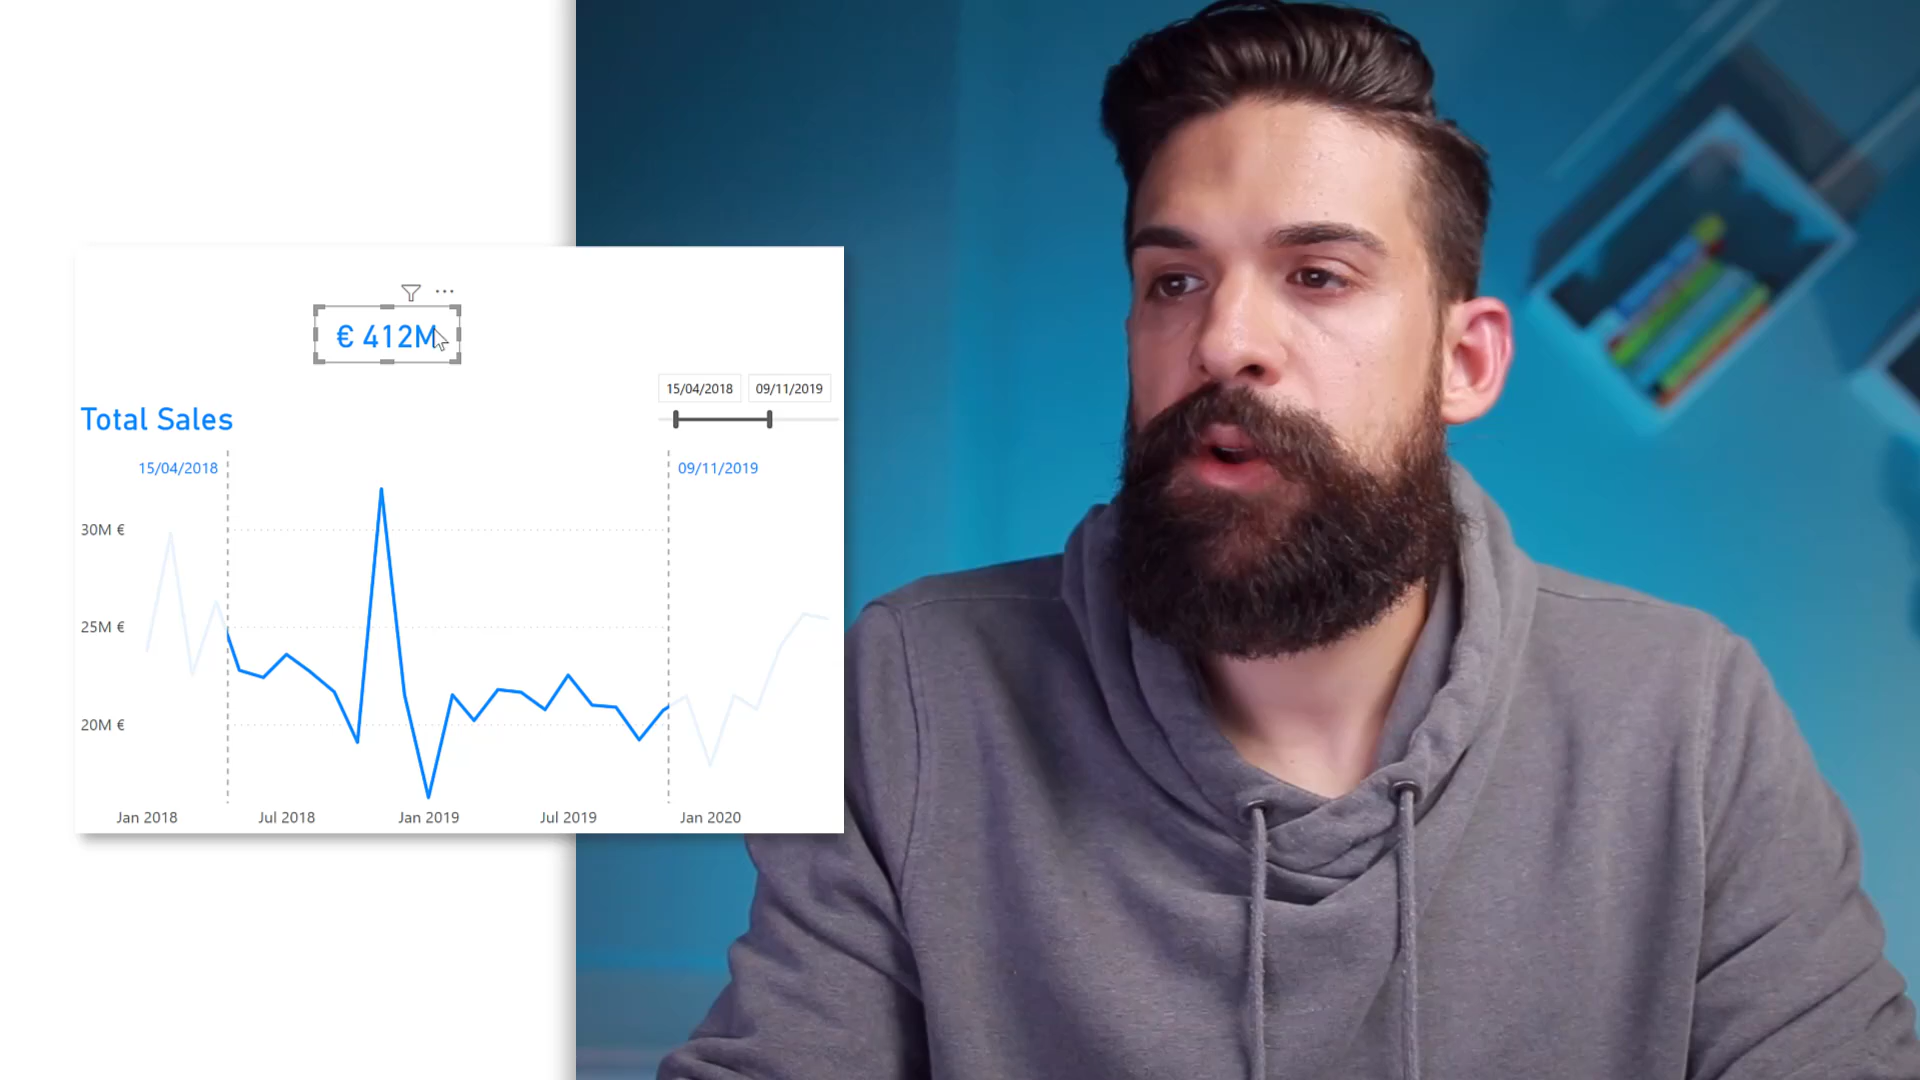 € 412M
15/04/2018 09/11/2019
Total Sales
15/04/2018 09/11/2019
30M €
25M €
20M €
Jan 2018 Jul 2018 Jan 2019 Jul 2019 Jan 2020